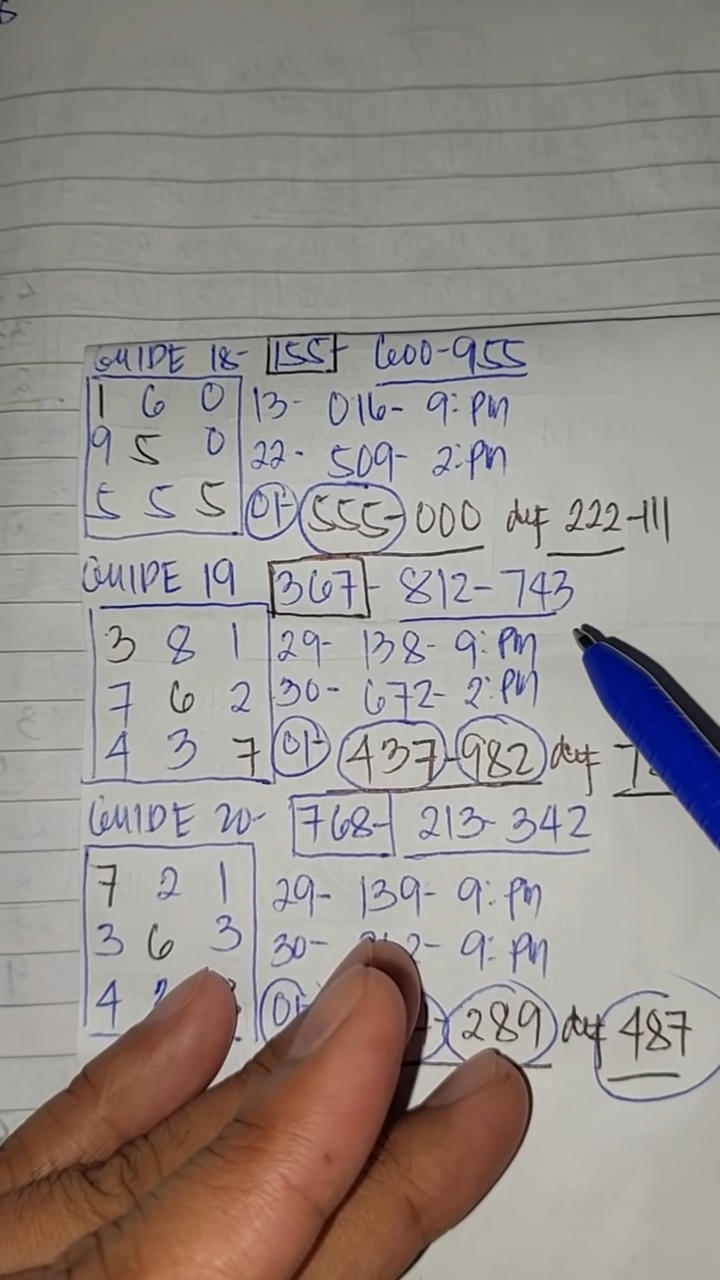 GUIDE 18- 155- 600-955
1 6 0 13- 016- 9:PM
9 5 0 22- 509- 2:PM
5 5 5 01- 555-000 def 222-111
GUIDE 19 367- 812-743
3 8 1 29- 138- 9:PM
7 6 2 30- 672- 2:PM
4 3 7 01- 437-982 def
GUIDE 20- 768- 213-342
7 2 1 29- 139- 9:PM
3 6 3 30- 9:PM
4 01- 289 def 487